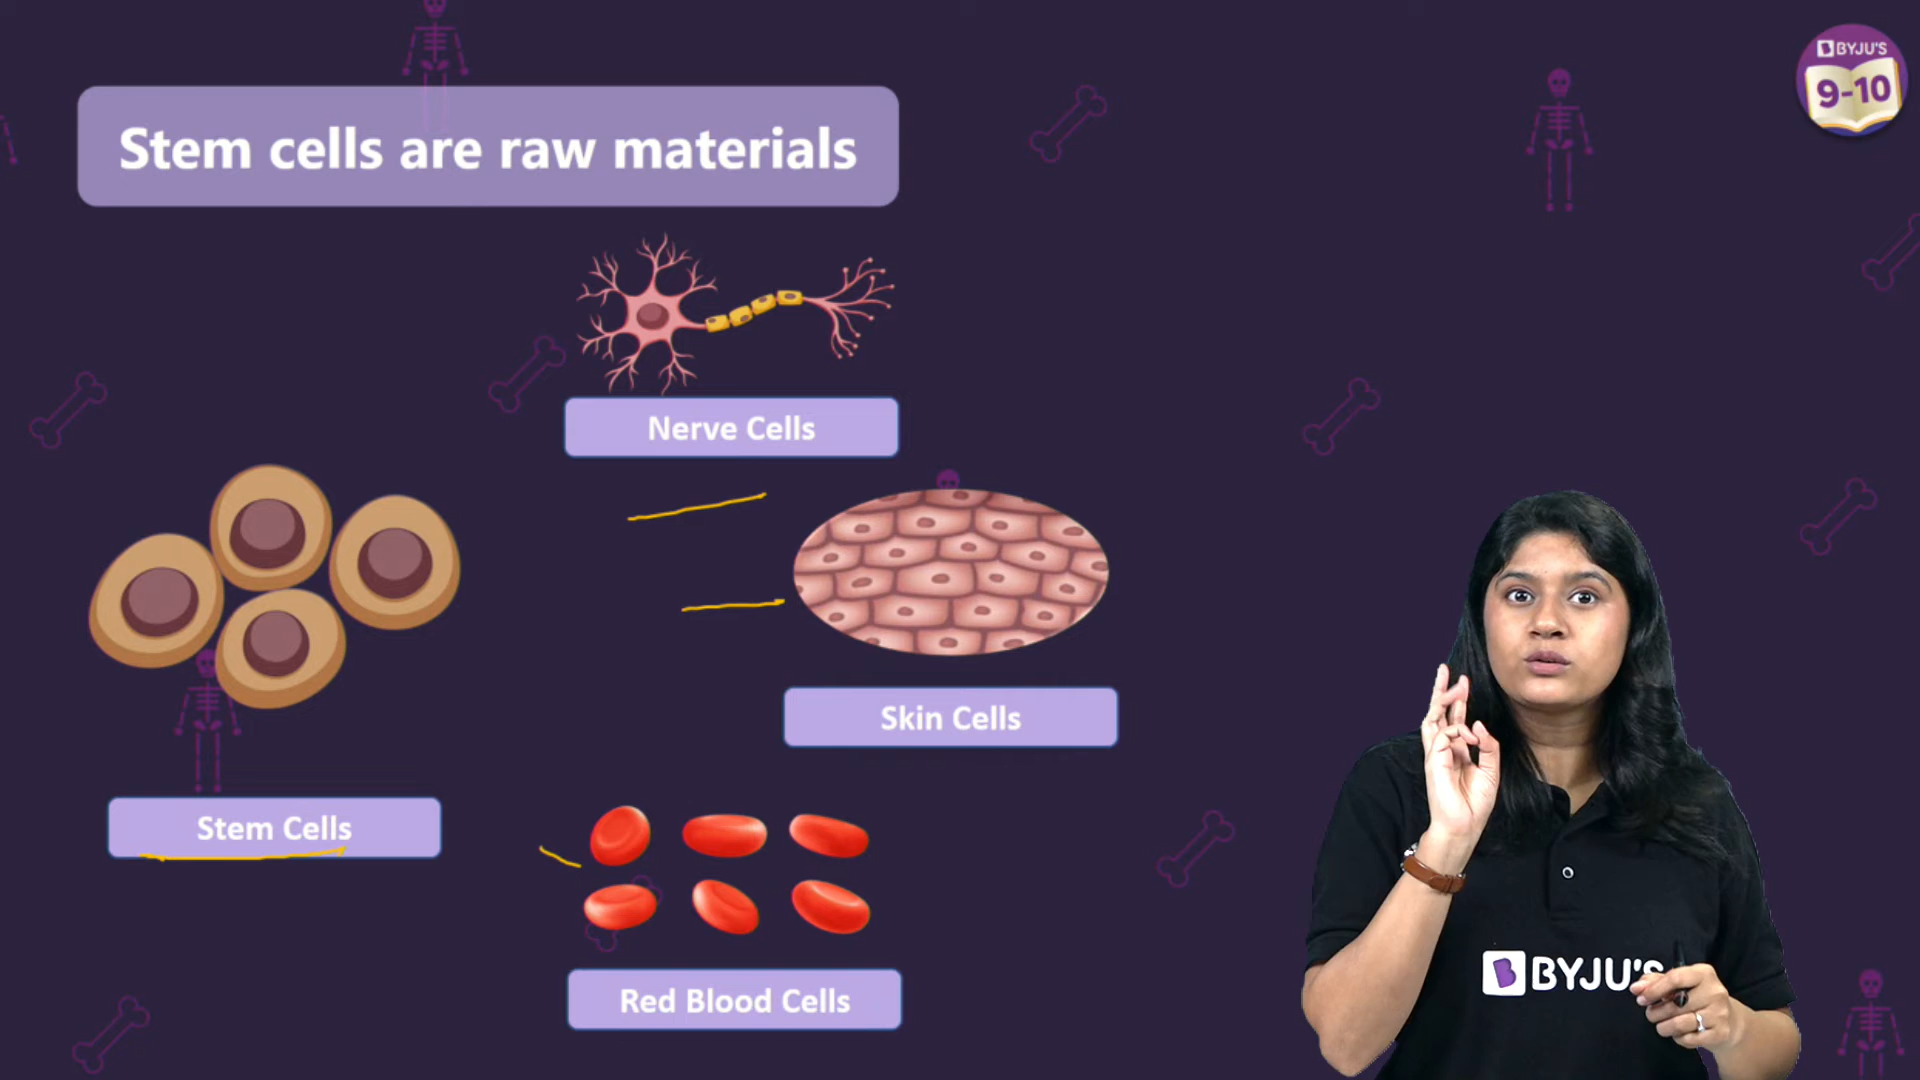 Stem cells are raw materials
BYJU'S
9-10
Nerve Cells
Skin Cells
Stem Cells
Red Blood Cells
BYJU'S